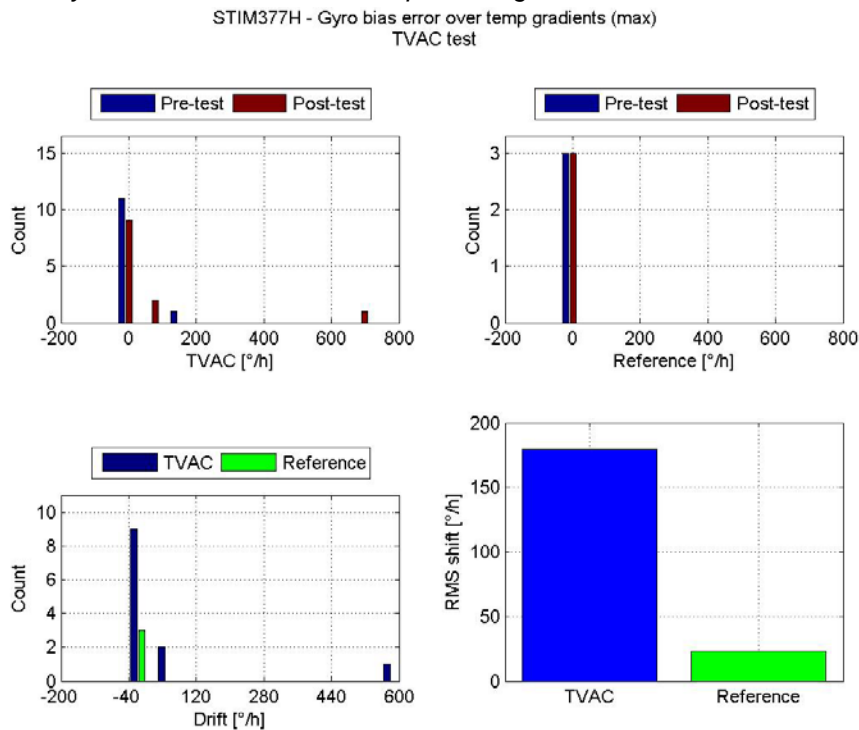 STIM377H - Gyro bias error over temp gradients (max)
TVAC test
Pre-test Post-test
15
10
5
0
Count
-200 0 200 400 600 800
TVAC [°/h]
Pre-test Post-test
3
2
1
0
Count
-200 0 200 400 600 800
Reference [°/h]
TVAC Reference
10
8
6
4
2
0
Count
-200 -40 120 280 440 600
Drift [°/h]
200
150
100
50
0
RMS shift [°/h]
TVAC Reference